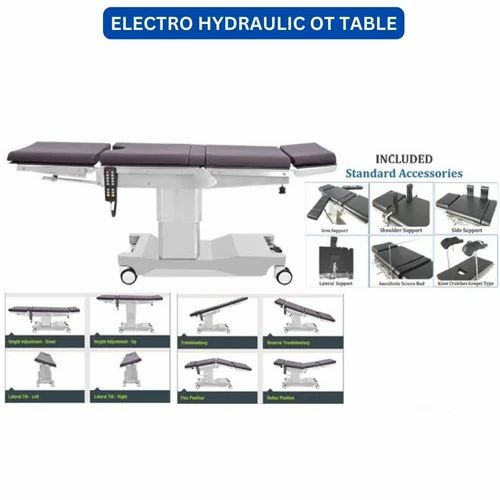 ELECTRO HYDRAULIC OT TABLE
INCLUDED
Standard Accessories
Arm Support
Shoulder Support
Side Support
Lateral Support
Anesthetic Screen Rod
Knee Crutches Goepel Type
Height Adjustment - Down
Height Adjustment - Up
Trendelenburg
Reverse Trendelenburg
Lateral Tilt - Left
Lateral Tilt - Right
Flex Position
Reflex Position